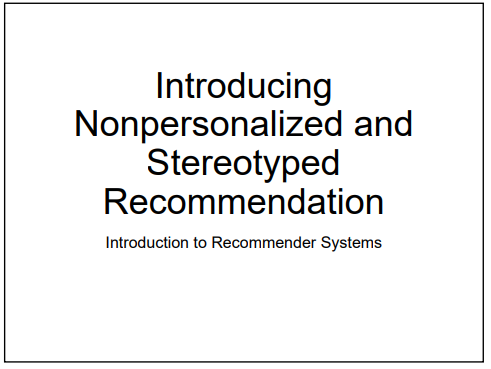 Introducing
Nonpersonalized and
Stereotyped
Recommendation
Introduction to Recommender Systems